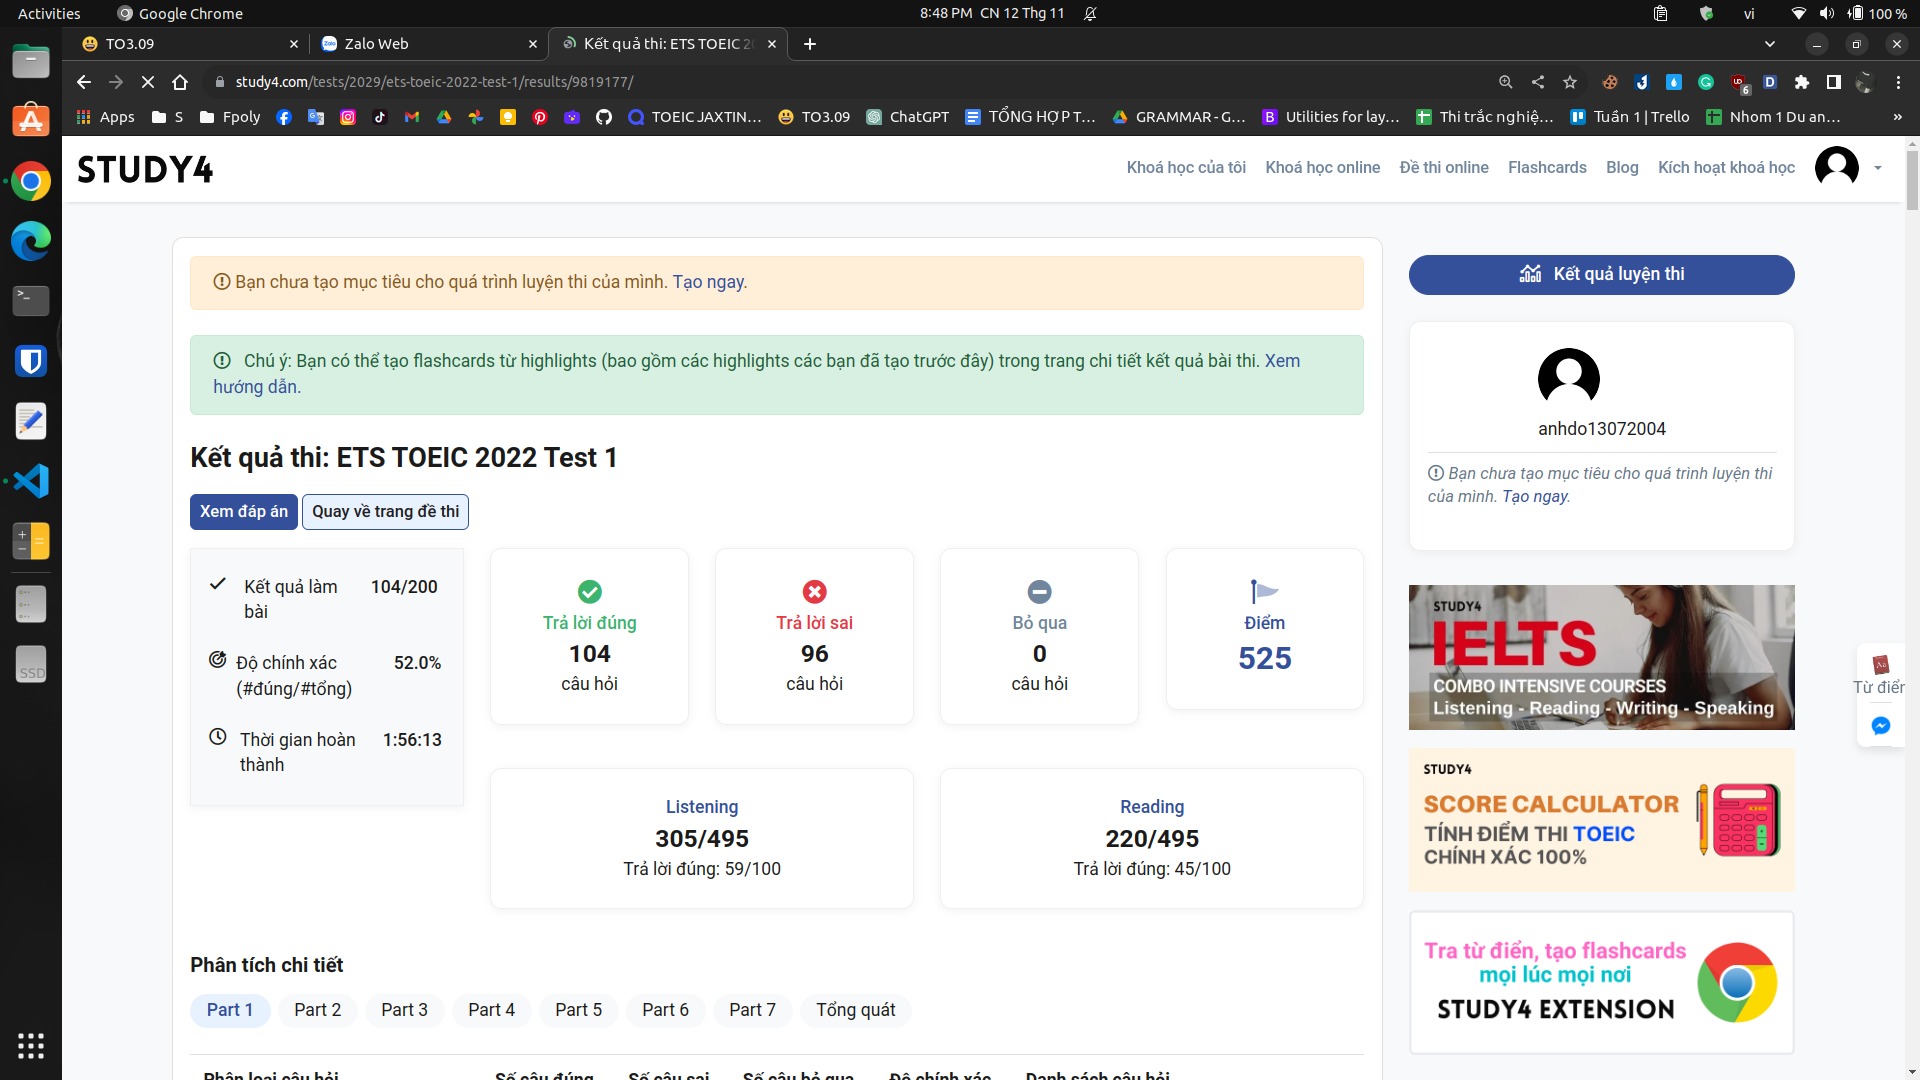 Activities
Google Chrome
8:48 PM CN 12 Thg 11
vi
100 %
TO3.09
Zalo Web
Kết quả thi: ETS TOEIC 20
study4.com/tests/2029/ets-toeic-2022-test-1/results/9819177/
6
Apps
S
Fpoly
TOEIC JAXTIN...
TO3.09
ChatGPT
TỔNG HỢP T...
GRAMMAR - G...
Utilities for lay...
Thi trắc nghiệ...
Tuần 1 | Trello
Nhom 1 Du an...
STUDY4
Khoá học của tôi
Khoá học online
Đề thi online
Flashcards
Blog
Kích hoạt khoá học
Bạn chưa tạo mục tiêu cho quá trình luyện thi của mình. Tạo ngay.
Chú ý: Bạn có thể tạo flashcards từ highlights (bao gồm các highlights các bạn đã tạo trước đây) trong trang chi tiết kết quả bài thi. Xem
hướng dẫn.
Kết quả thi: ETS TOEIC 2022 Test 1
Xem đáp án
Quay về trang đề thi
Kết quả làm
bài
104/200
Độ chính xác
(#đúng/#tổng)
52.0%
Thời gian hoàn
thành
1:56:13
Trả lời đúng
104
câu hỏi
Trả lời sai
96
câu hỏi
Bỏ qua
0
câu hỏi
Điểm
525
Listening
305/495
Trả lời đúng: 59/100
Reading
220/495
Trả lời đúng: 45/100
Phân tích chi tiết
Part 1
Part 2
Part 3
Part 4
Part 5
Part 6
Part 7
Tổng quát
Phân loại câu hỏi
Số câu đúng
Số câu sai
Số câu bỏ qua
Độ chính xác
Danh sách câu hỏi
Kết quả luyện thi
anhdo13072004
Bạn chưa tạo mục tiêu cho quá trình luyện thi
của mình. Tạo ngay.
STUDY4
IELTS
COMBO INTENSIVE COURSES
Listening - Reading - Writing - Speaking
STUDY4
SCORE CALCULATOR
TÍNH ĐIỂM THI TOEIC
CHÍNH XÁC 100%
Tra từ điển, tạo flashcards
mọi lúc mọi nơi
STUDY4 EXTENSION
Từ điển
SSD